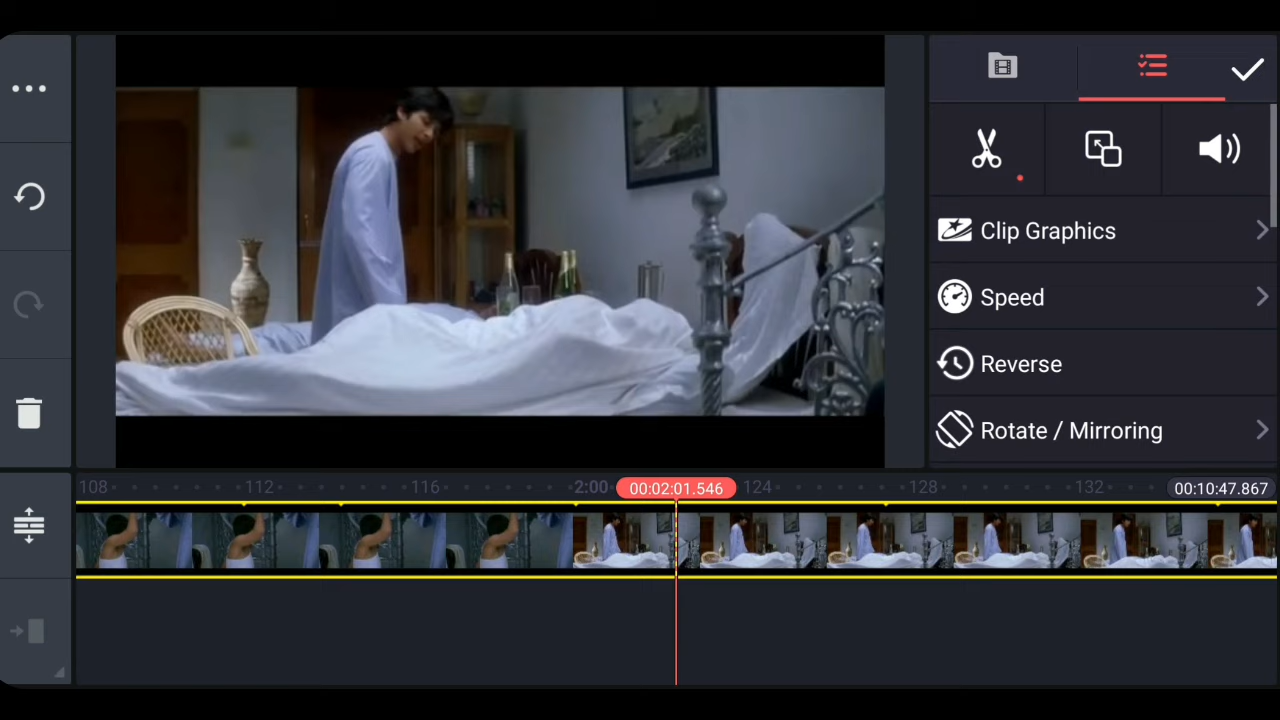 Clip Graphics
Speed
Reverse
Rotate / Mirroring
108 112 116 2:00 00:02:01.546 124 128 132 00:10:47.867